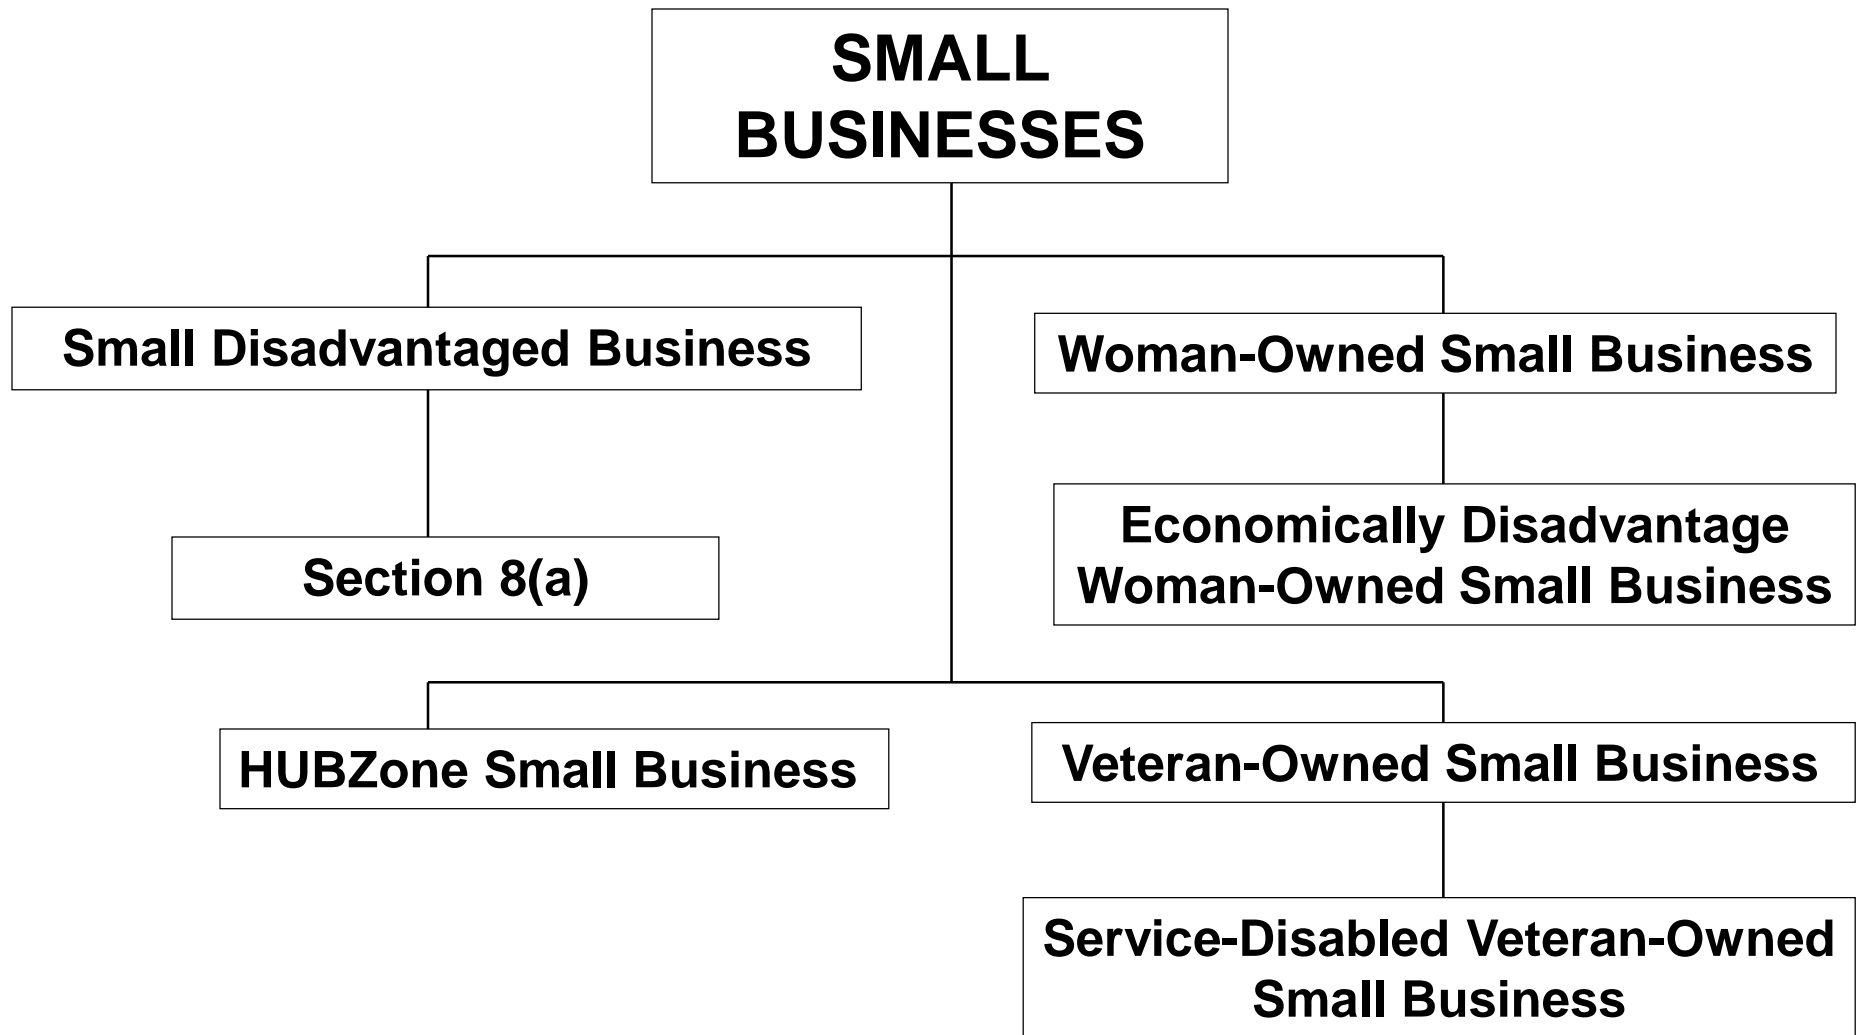 SMALL
BUSINESSES
Small Disadvantaged Business
Woman-Owned Small Business
Section 8(a)
Economically Disadvantage
Woman-Owned Small Business
HUBZone Small Business
Veteran-Owned Small Business
Service-Disabled Veteran-Owned
Small Business